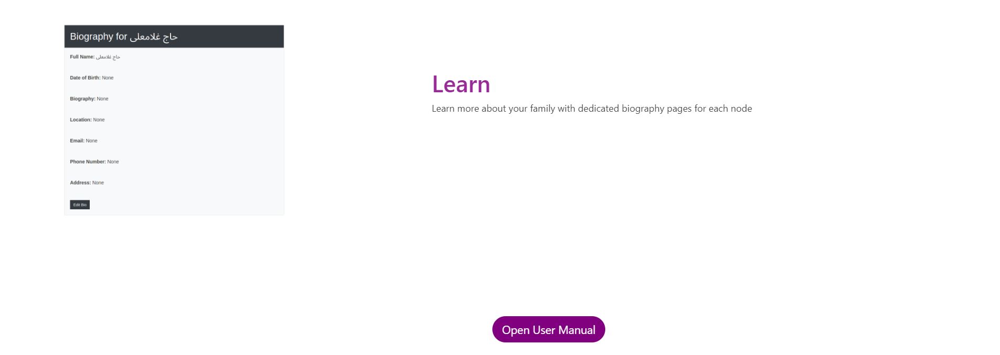 Biography for حاج غلامعلی
Full Name: حاج غلامعلی
Date of Birth: None
Biography: None
Location: None
Email: None
Phone Number: None
Address: None
Edit Bio
Learn
Learn more about your family with dedicated biography pages for each node
Open User Manual